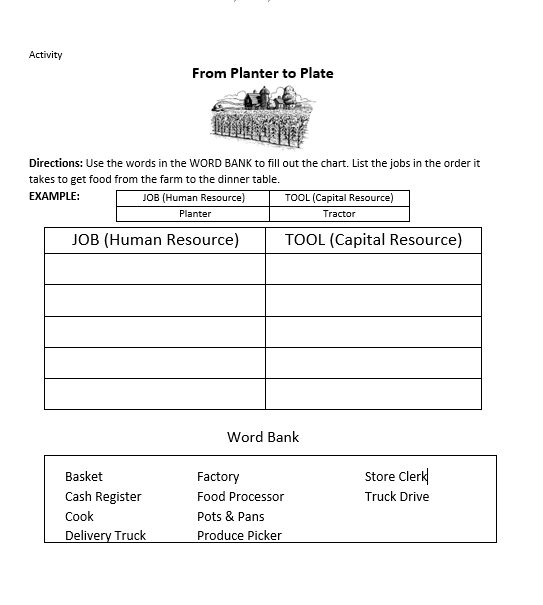 Activity
From Planter to Plate
Directions: Use the words in the WORD BANK to fill out the chart. List the jobs in the order it
takes to get food from the farm to the dinner table.
EXAMPLE:
JOB (Human Resource) TOOL (Capital Resource)
Planter Tractor
JOB (Human Resource) TOOL (Capital Resource)
Word Bank
Basket Factory Store Clerk
Cash Register Food Processor Truck Drive
Cook Pots & Pans
Delivery Truck Produce Picker